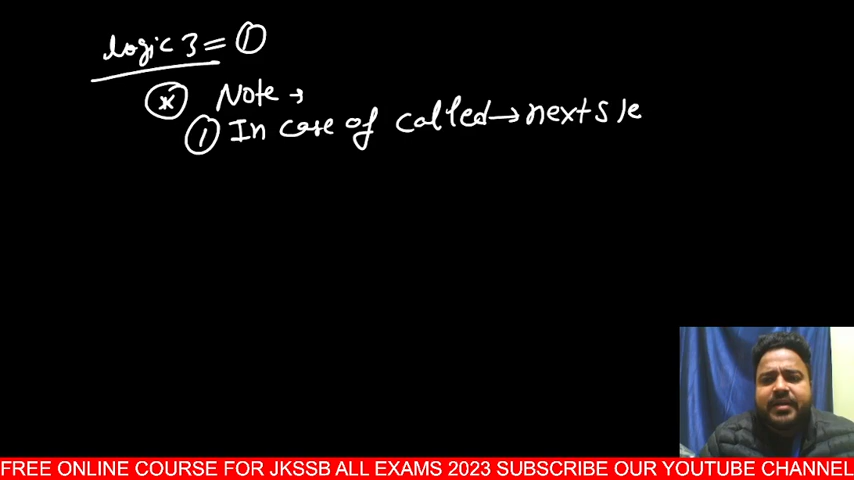 Logic 3 = ①
* Note →
① In case of called → next s
FREE ONLINE COURSE FOR JKSSB ALL EXAMS 2023 SUBSCRIBE OUR YOUTUBE CHANNEL